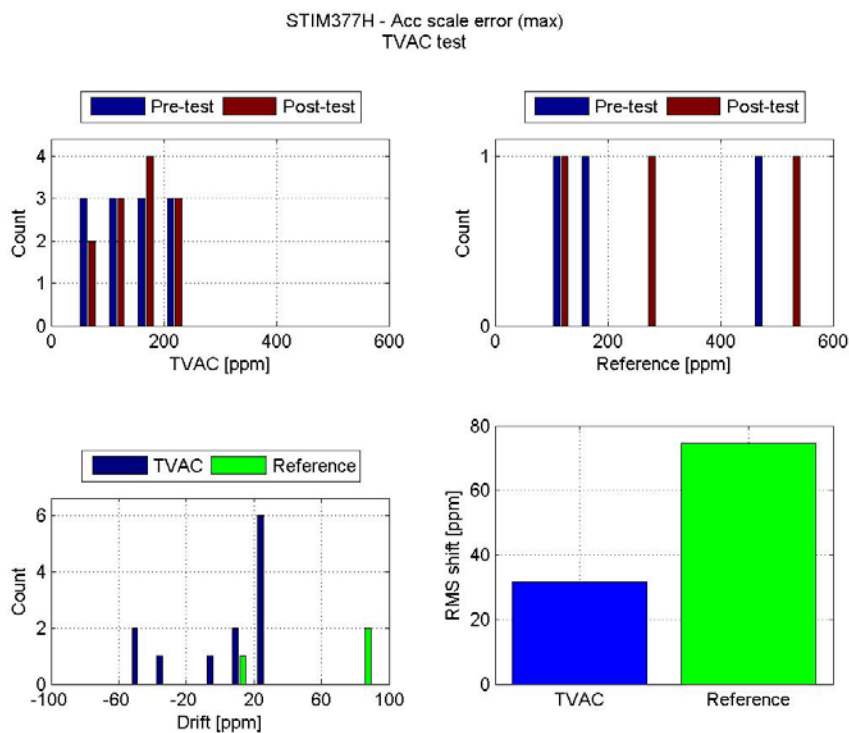 STIM377H - Acc scale error (max)
TVAC test
Pre-test Post-test
4
3
2
1
0
Count
0 200 400 600
TVAC [ppm]
Pre-test Post-test
1
0
Count
0 200 400 600
Reference [ppm]
TVAC Reference
6
4
2
0
Count
-100 -60 -20 20 60 100
Drift [ppm]
80
60
40
20
0
RMS shift [ppm]
TVAC Reference